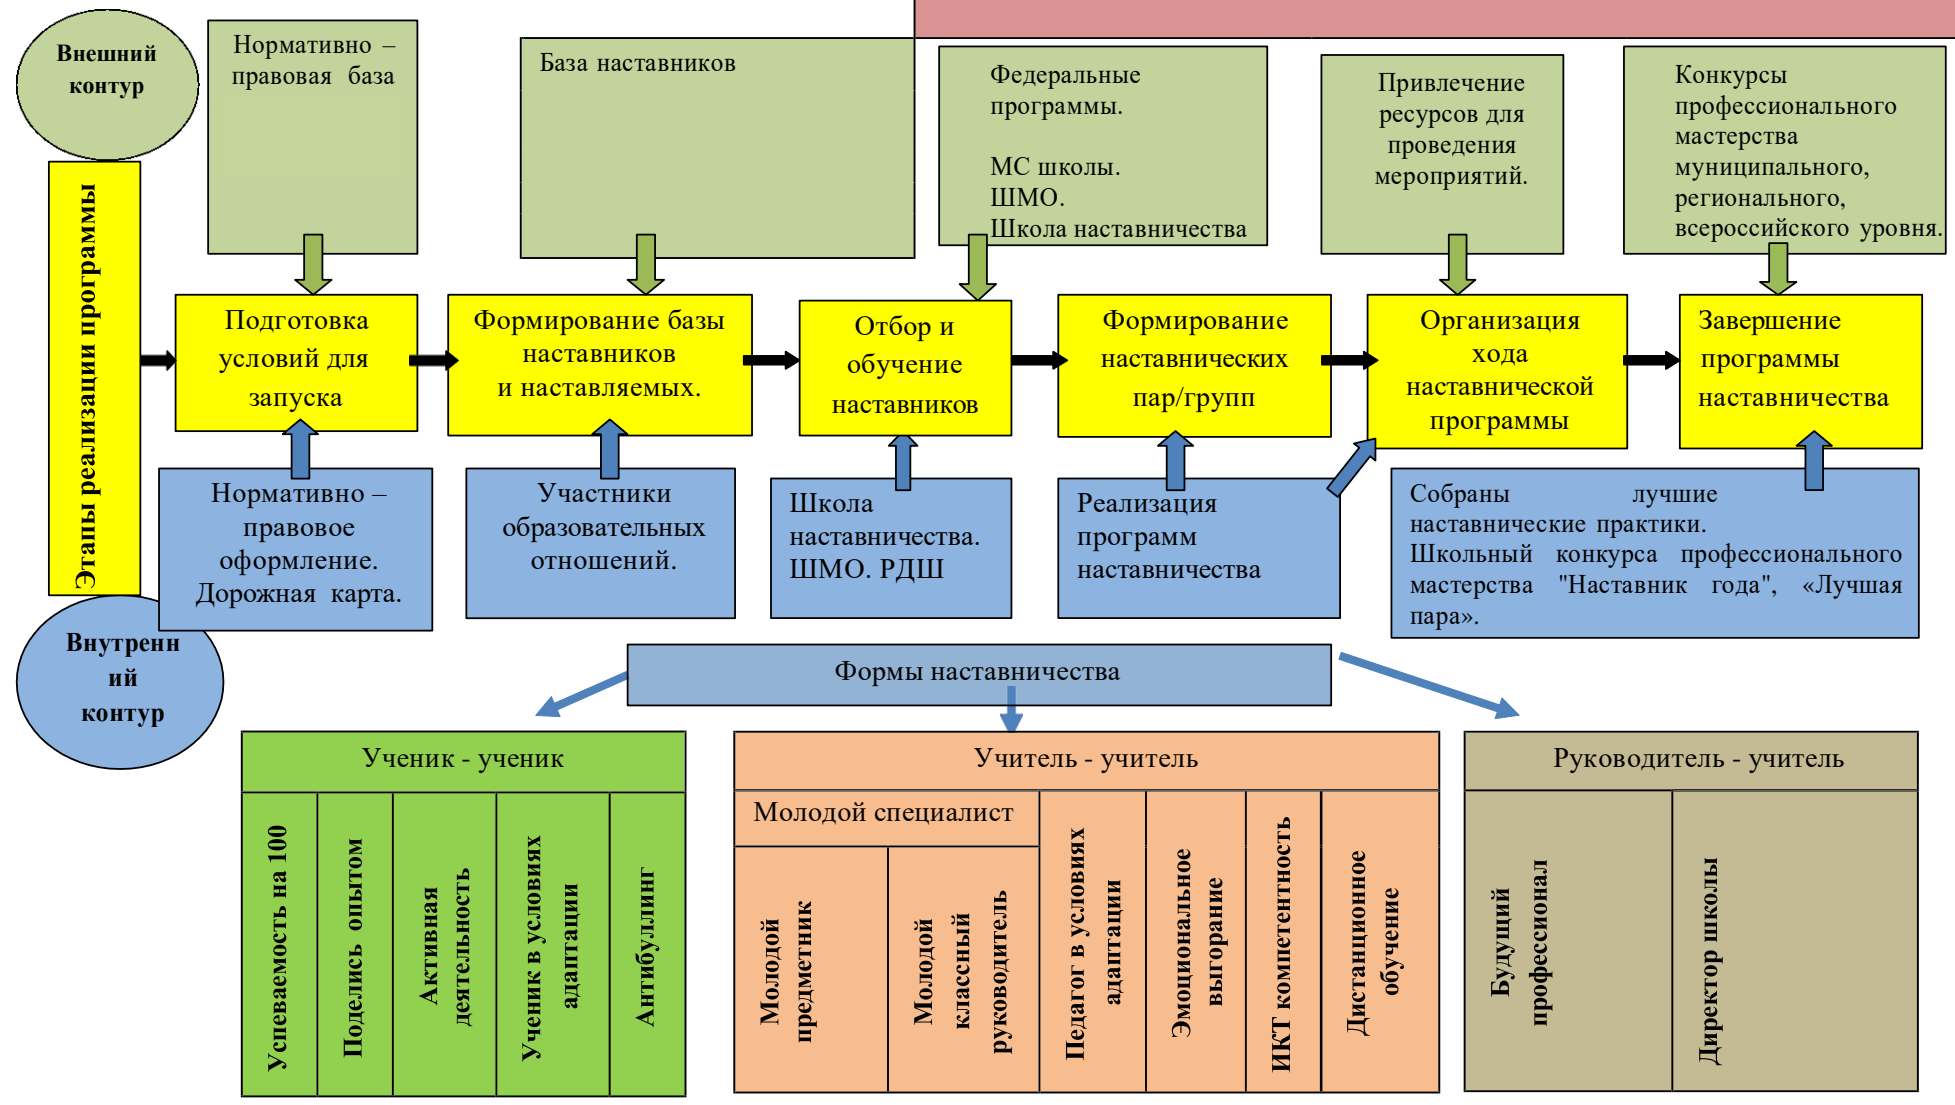 Внешний
контур
Нормативно –
правовая база
База наставников
Федеральные
программы.
МС школы.
ШМО.
Школа наставничества
Привлечение
ресурсов для
проведения
мероприятий.
Конкурсы
профессионального
мастерства
муниципального,
регионального,
всероссийского уровня.
Этапы реализации программы
Подготовка
условий для
запуска
Формирование базы
наставников
и наставляемых.
Отбор и
обучение
наставников
Формирование
наставнических
пар/групп
Организация
хода
наставнической
программы
Завершение
программы
наставничества
Нормативно –
правовое
оформление.
Дорожная карта.
Участники
образовательных
отношений.
Школа
наставничества.
ШМО. РДШ
Реализация
программ
наставничества
Собраны лучшие
наставнические практики.
Школьный конкурса профессионального
мастерства "Наставник года", «Лучшая
пара».
Внутренн
ий
контур
Формы наставничества
Ученик - ученик
Успеваемость на 100
Поделись опытом
Активная
деятельность
Ученик в условиях
адаптации
Антибуллинг
Учитель - учитель
Молодой специалист
Молодой
предметник
Молодой
классный
руководитель
Педагог в условиях
адаптации
Эмоциональное
выгорание
ИКТ компетентность
Дистанционное
обучение
Руководитель - учитель
Будущий
профессионал
Директор школы